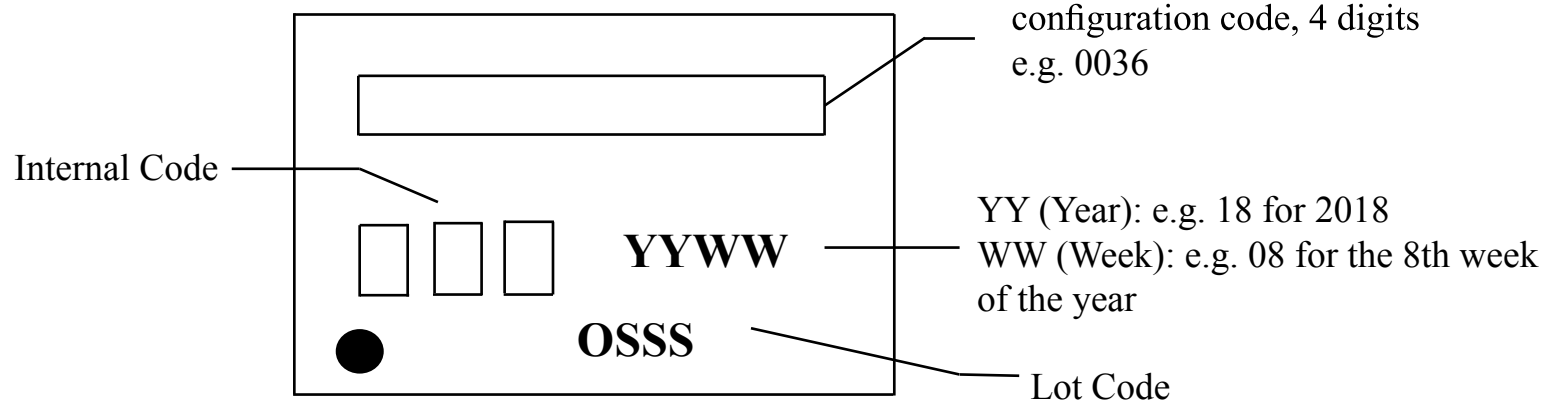 configuration code, 4 digits
e.g. 0036
Internal Code
YYWW
YY (Year): e.g. 18 for 2018
WW (Week): e.g. 08 for the 8th week
of the year
OSSS
Lot Code